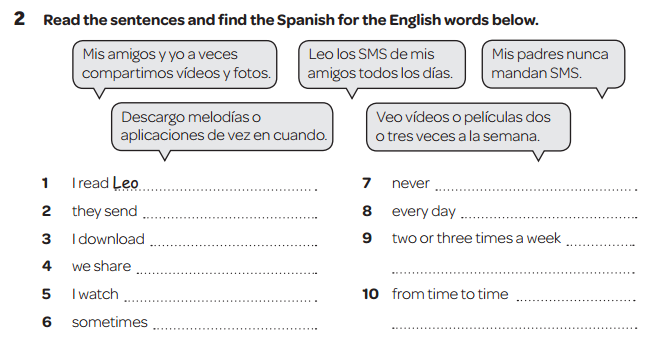 2 Read the sentences and find the Spanish for the English words below.
Mis amigos y yo a veces
compartimos vídeos y fotos.
Leo los SMS de mis
amigos todos los días.
Mis padres nunca
mandan SMS.
Descargo melodías o
aplicaciones de vez en cuando.
Veo vídeos o películas dos
o tres veces a la semana.
1 I read Leo
2 they send
3 I download
4 we share
5 I watch
6 sometimes
7 never
8 every day
9 two or three times a week
10 from time to time